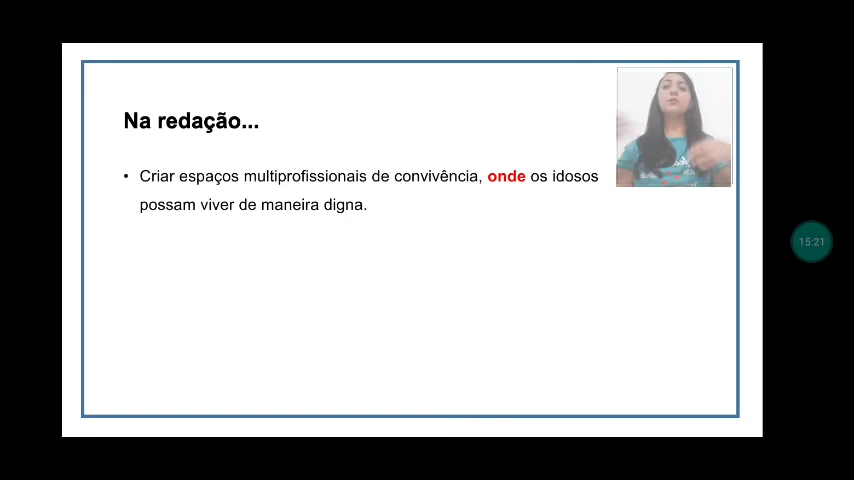 Na redação...
• Criar espaços multiprofissionais de convivência, onde os idosos
possam viver de maneira digna.
15:21